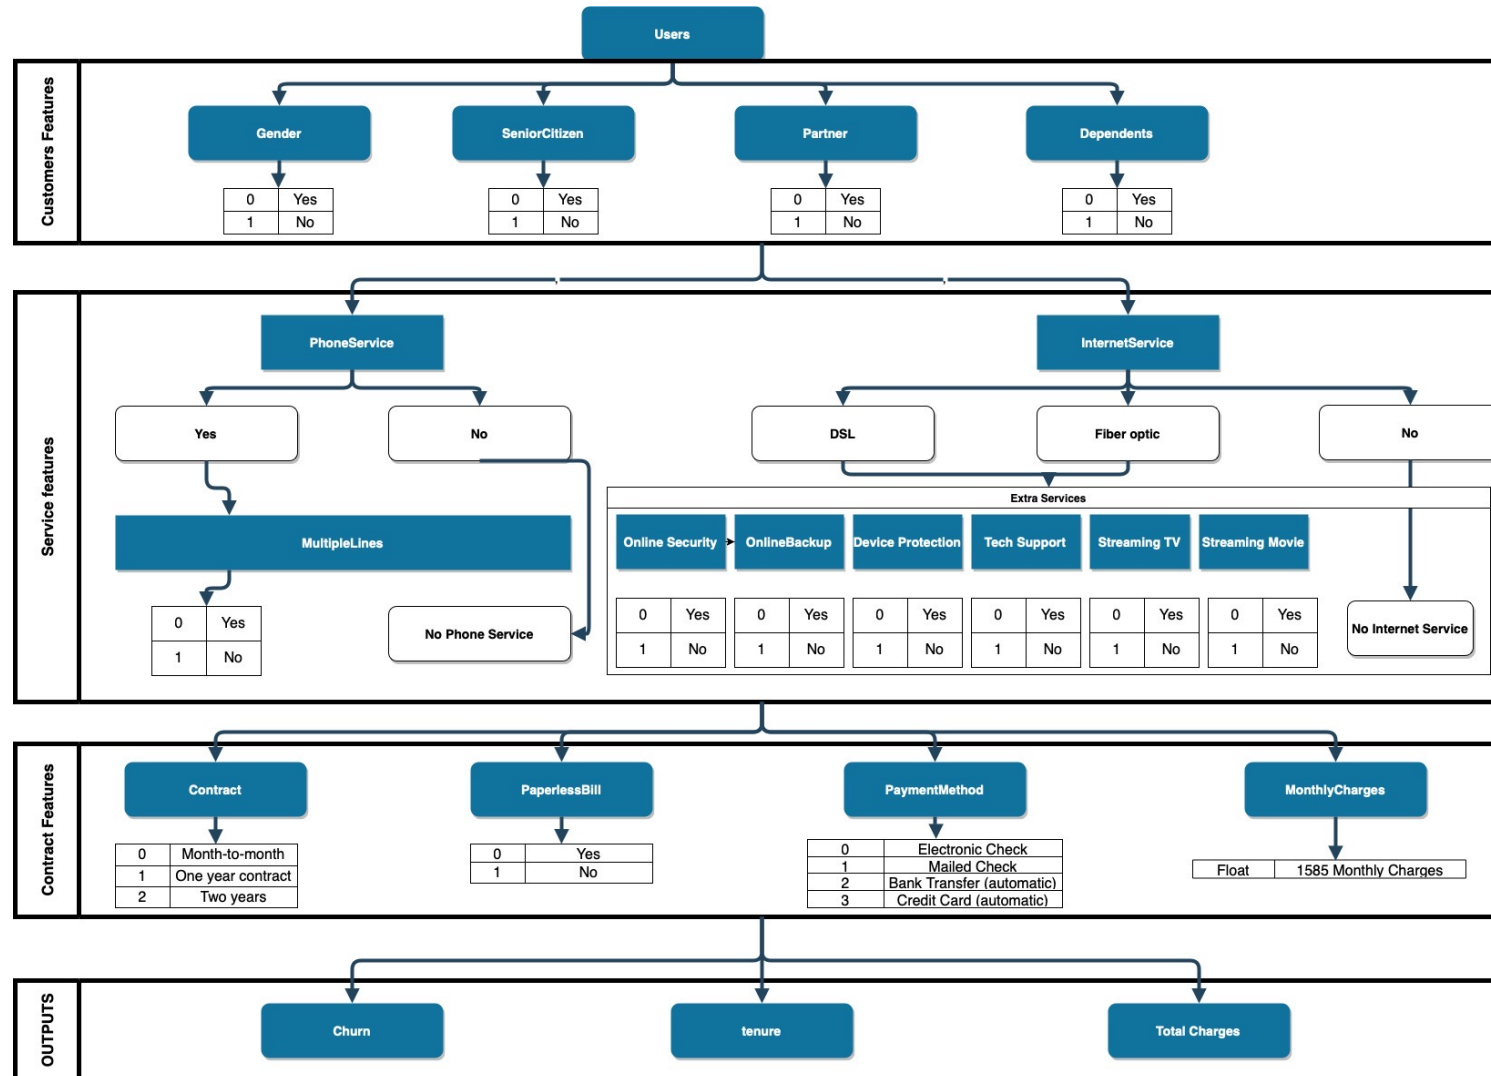 Users
Customers Features
Gender
SeniorCitizen
Partner
Dependents
0 Yes
1 No
0 Yes
1 No
0 Yes
1 No
0 Yes
1 No
Service features
PhoneService
InternetService
Yes
No
DSL
Fiber optic
No
Extra Services
MultipleLines
Online Security
OnlineBackup
Device Protection
Tech Support
Streaming TV
Streaming Movie
0 Yes
1 No
No Phone Service
0 Yes
1 No
0 Yes
1 No
0 Yes
1 No
0 Yes
1 No
0 Yes
1 No
0 Yes
1 No
No Internet Service
Contract Features
Contract
PaperlessBill
PaymentMethod
MonthlyCharges
0 Month-to-month
1 One year contract
2 Two years
0 Yes
1 No
0 Electronic Check
1 Mailed Check
2 Bank Transfer (automatic)
3 Credit Card (automatic)
Float 1585 Monthly Charges
OUTPUTS
Churn
tenure
Total Charges